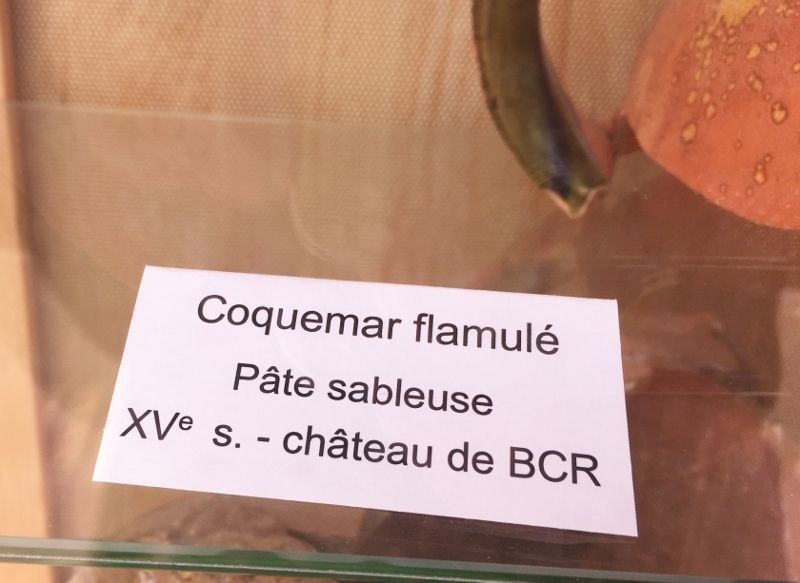 Coquemar flamulé
Pâte sableuse
XVe s. - château de BCR